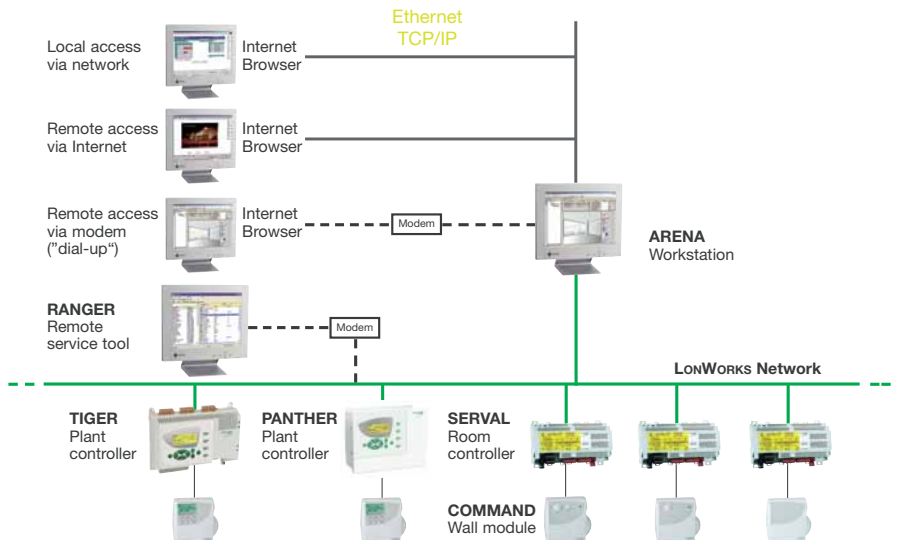 Ethernet
TCP/IP
Local access
via network
Internet
Browser
Remote access
via Internet
Internet
Browser
Remote access
via modem
("dial-up“)
Internet
Browser
Modem
ARENA
Workstation
RANGER
Remote
service tool
Modem
LONWORKS Network
TIGER
Plant
controller
PANTHER
Plant
controller
SERVAL
Room
controller
COMMAND
Wall module